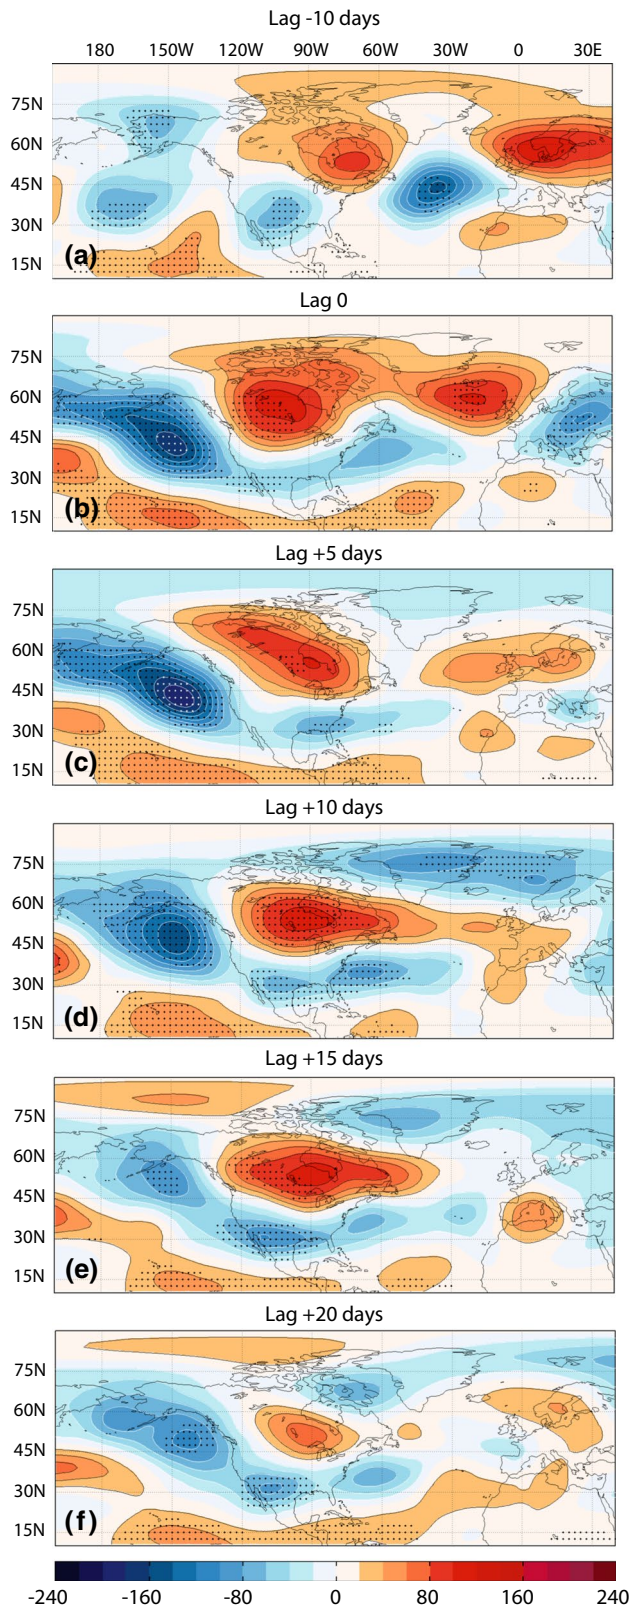 Lag -10 days
180 150W 120W 90W 60W 30W 0 30E
75N
60N
45N
30N
15N
(a)
Lag 0
75N
60N
45N
30N
15N
(b)
Lag +5 days
75N
60N
45N
30N
15N
(c)
Lag +10 days
75N
60N
45N
30N
15N
(d)
Lag +15 days
75N
60N
45N
30N
15N
(e)
Lag +20 days
75N
60N
45N
30N
15N
(f)
-240 -160 -80 0 80 160 240